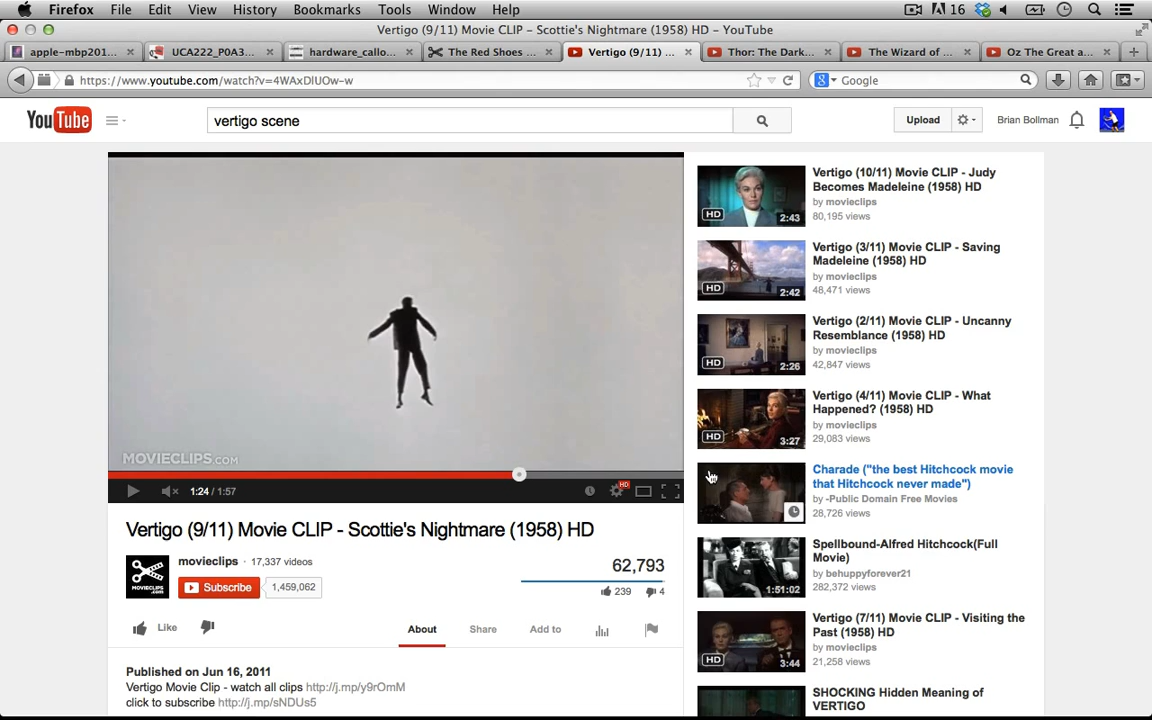 Firefox File Edit View History Bookmarks Tools Window Help 16
Vertigo (9/11) Movie CLIP – Scottie's Nightmare (1958) HD – YouTube
apple-mbp201... UCA222_P0A3... hardware_callo... The Red Shoes ... Vertigo (9/11) ... Thor: The Dark... The Wizard of ... Oz The Great a...
https://www.youtube.com/watch?v=4WAxDlUOw-w
Google
YouTube
vertigo scene
Upload
Brian Bollman
MOVIECLIPS.COM
1:24 / 1:57
HD
Vertigo (9/11) Movie CLIP - Scottie's Nightmare (1958) HD
MOVIECLIPS
.com
movieclips · 17,337 videos
Subscribe 1,459,062
62,793
239 4
Like
About Share Add to
Published on Jun 16, 2011
Vertigo Movie Clip - watch all clips http://j.mp/y9rOmM
click to subscribe http://j.mp/sNDUs5
HD 2:43
Vertigo (10/11) Movie CLIP - Judy
Becomes Madeleine (1958) HD
by movieclips
80,195 views
HD 2:42
Vertigo (3/11) Movie CLIP - Saving
Madeleine (1958) HD
by movieclips
48,471 views
HD 2:26
Vertigo (2/11) Movie CLIP - Uncanny
Resemblance (1958) HD
by movieclips
42,847 views
HD 3:27
Vertigo (4/11) Movie CLIP - What
Happened? (1958) HD
by movieclips
29,083 views
Charade ("the best Hitchcock movie
that Hitchcock never made")
by -Public Domain Free Movies
28,726 views
1:51:02
Spellbound-Alfred Hitchcock(Full
Movie)
by behuppyforever21
282,372 views
HD 3:44
Vertigo (7/11) Movie CLIP - Visiting the
Past (1958) HD
by movieclips
21,258 views
SHOCKING Hidden Meaning of
VERTIGO